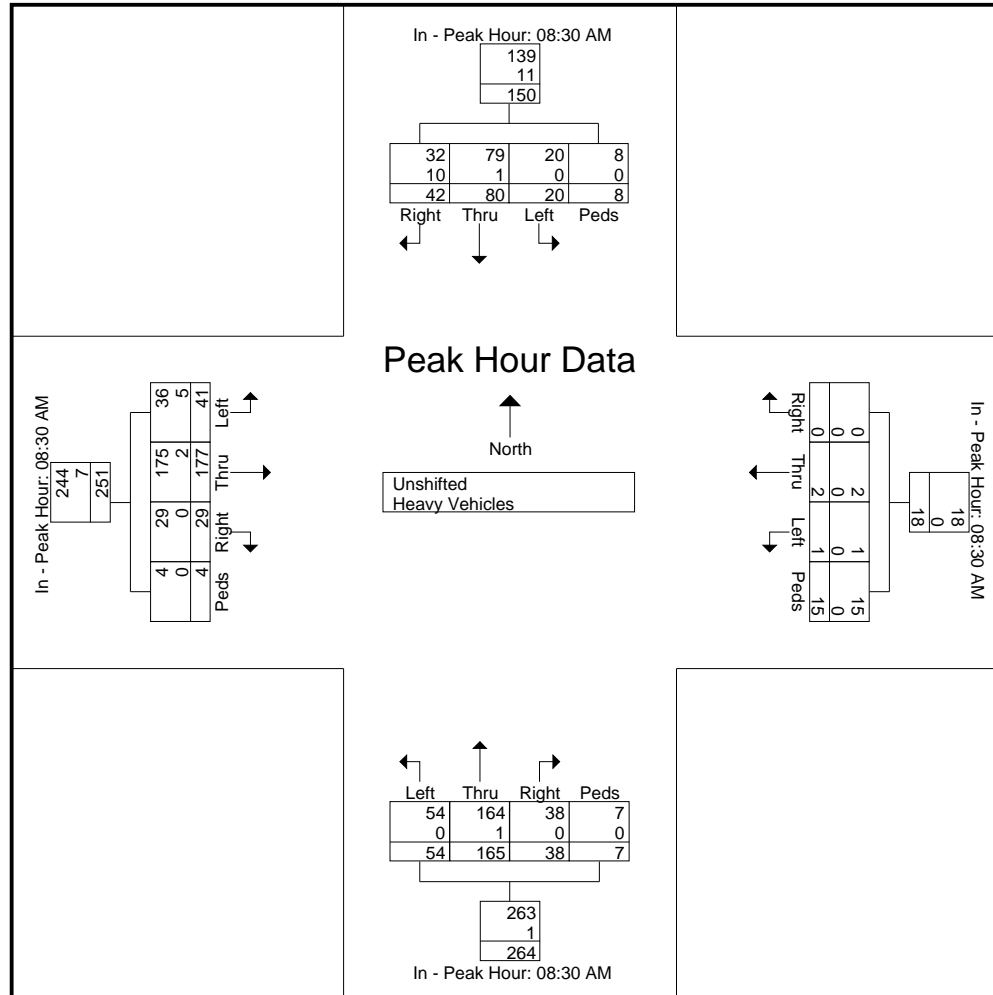 In - Peak Hour: 08:30 AM
139
11
150
32 79 20 8
10 1 0 0
42 80 20 8
Right Thru Left Peds
Peak Hour Data
North
Unshifted
Heavy Vehicles
In - Peak Hour: 08:30 AM
244
7
251
36 175 29 4
5 2 0 0
41 177 29 4
Left Thru Right Peds
In - Peak Hour: 08:30 AM
18
0
18
0 2 1 15
0 0 0 0
0 2 1 15
Right Thru Left Peds
Left Thru Right Peds
54 164 38 7
0 1 0 0
54 165 38 7
263
1
264
In - Peak Hour: 08:30 AM